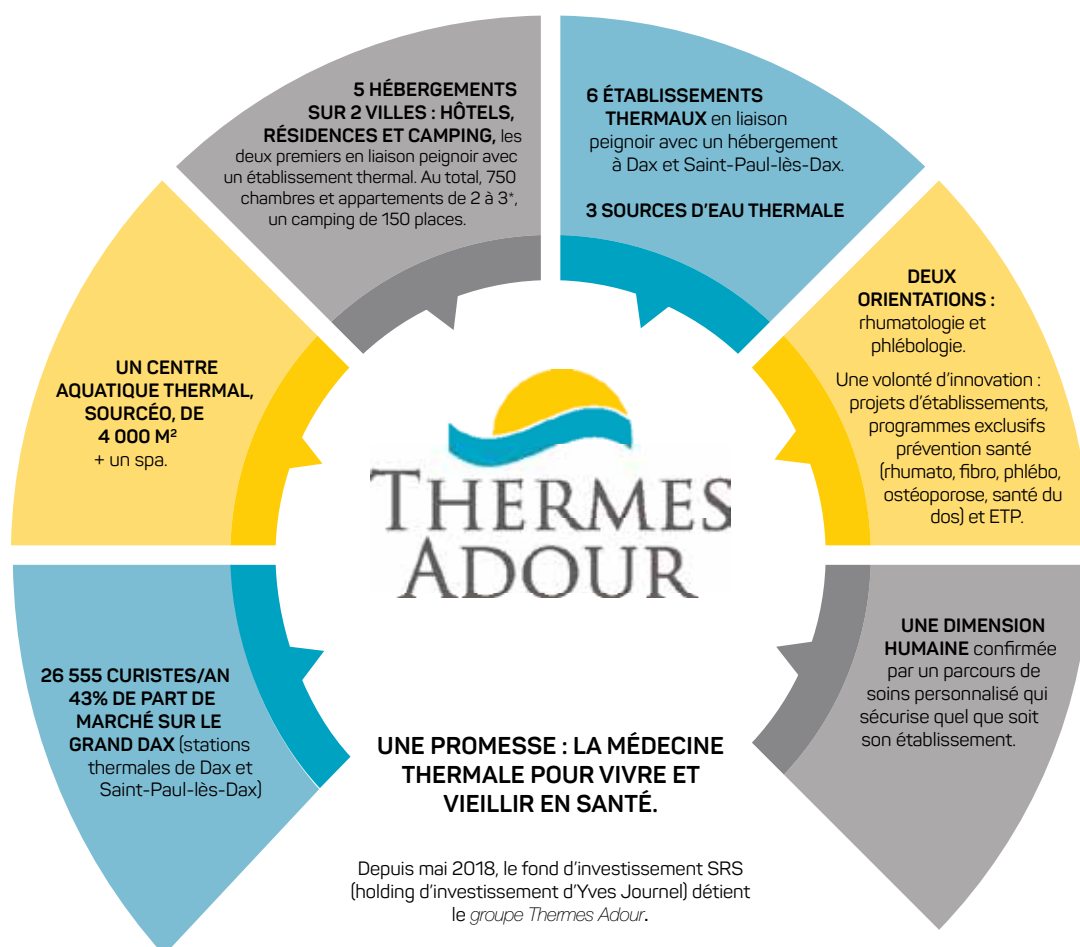 26 555 CURISTES/AN
43% DE PART DE
MARCHÉ SUR LE
GRAND DAX (stations
thermales de Dax et
Saint-Paul-lès-Dax)
UN CENTRE
AQUATIQUE THERMAL,
SOURCÉO, DE
4 000 M²
+ un spa.
5 HÉBERGEMENTS
SUR 2 VILLES : HÔTELS,
RÉSIDENCES ET CAMPING, les
deux premiers en liaison peignoir avec
un établissement thermal. Au total, 750
chambres et appartements de 2 à 3*,
un camping de 150 places.
6 ÉTABLISSEMENTS
THERMAUX en liaison
peignoir avec un hébergement
à Dax et Saint-Paul-lès-Dax.
3 SOURCES D'EAU THERMALE
DEUX
ORIENTATIONS :
rhumatologie et
phlébologie.
Une volonté d'innovation :
projets d'établissements,
programmes exclusifs
prévention santé
(rhumato, fibro, phlébo,
ostéoporose, santé du
dos) et ETP.
UNE DIMENSION
HUMAINE confirmée
par un parcours de
soins personnalisé qui
sécurise quel que soit
son établissement.
THERMES
ADOUR
UNE PROMESSE : LA MÉDECINE
THERMALE POUR VIVRE ET
VIEILLIR EN SANTÉ.
Depuis mai 2018, le fond d'investissement SRS
(holding d'investissement d'Yves Journel) détient
le groupe Thermes Adour.